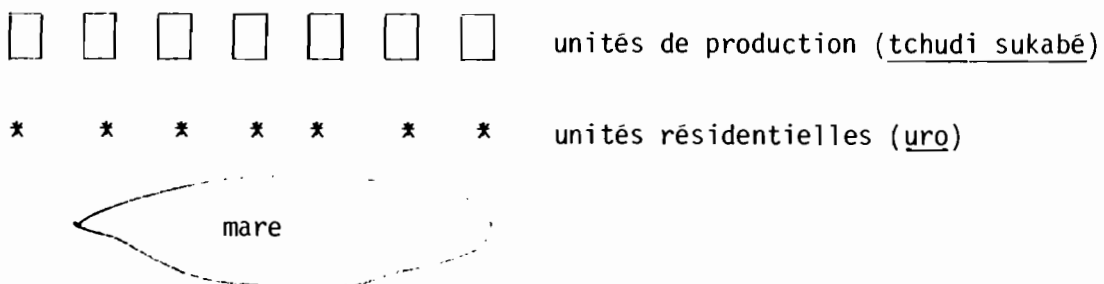 unités de production (tchudi sukabé)
* * * * * * * unités résidentielles (uro)
mare